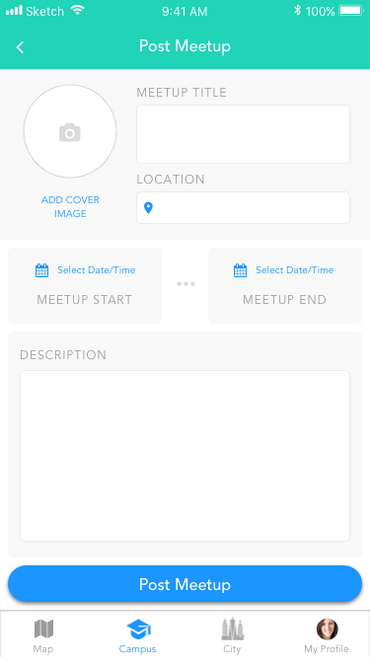 Sketch 9:41 AM 100%
Post Meetup
MEETUP TITLE
LOCATION
ADD COVER
IMAGE
Select Date/Time
MEETUP START
Select Date/Time
MEETUP END
DESCRIPTION
Post Meetup
Map Campus City My Profile